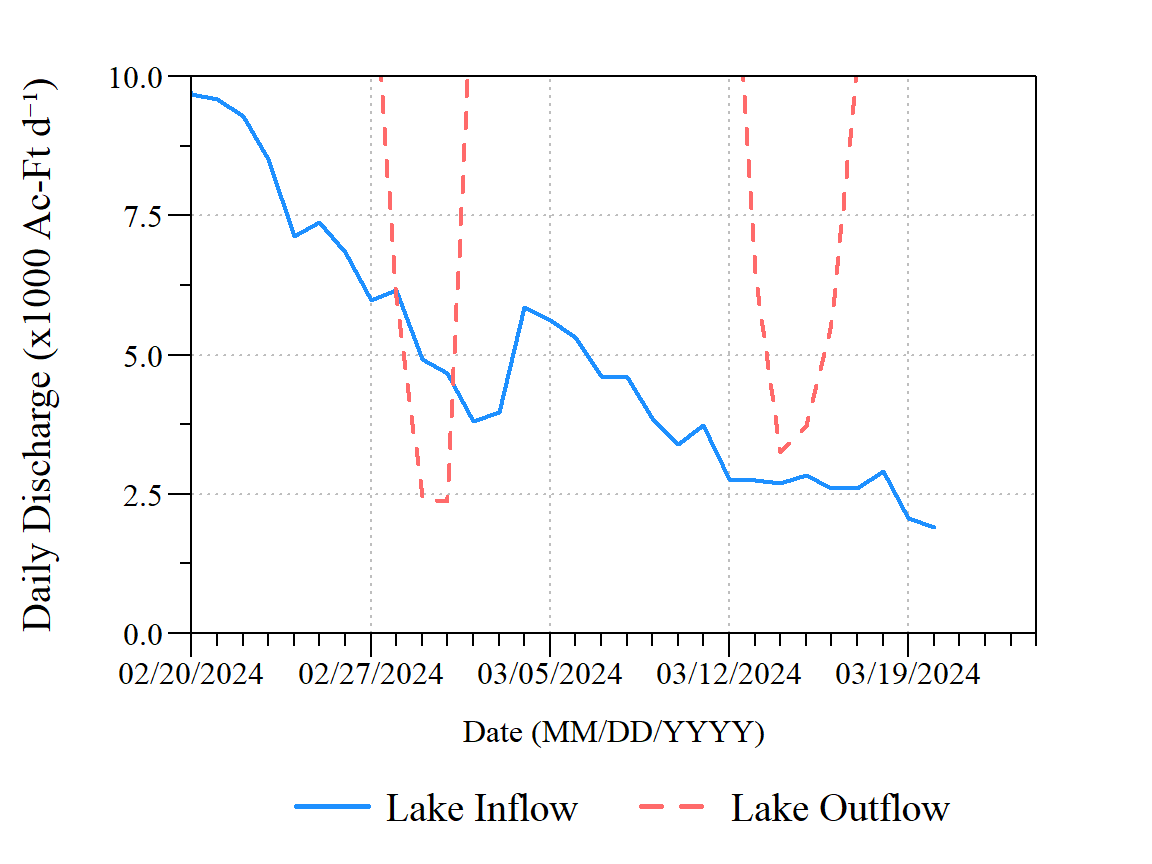 Daily Discharge (x1000 Ac-Ft d⁻¹)
10.0
7.5
5.0
2.5
0.0
02/20/2024 02/27/2024 03/05/2024 03/12/2024 03/19/2024
Date (MM/DD/YYYY)
Lake Inflow Lake Outflow